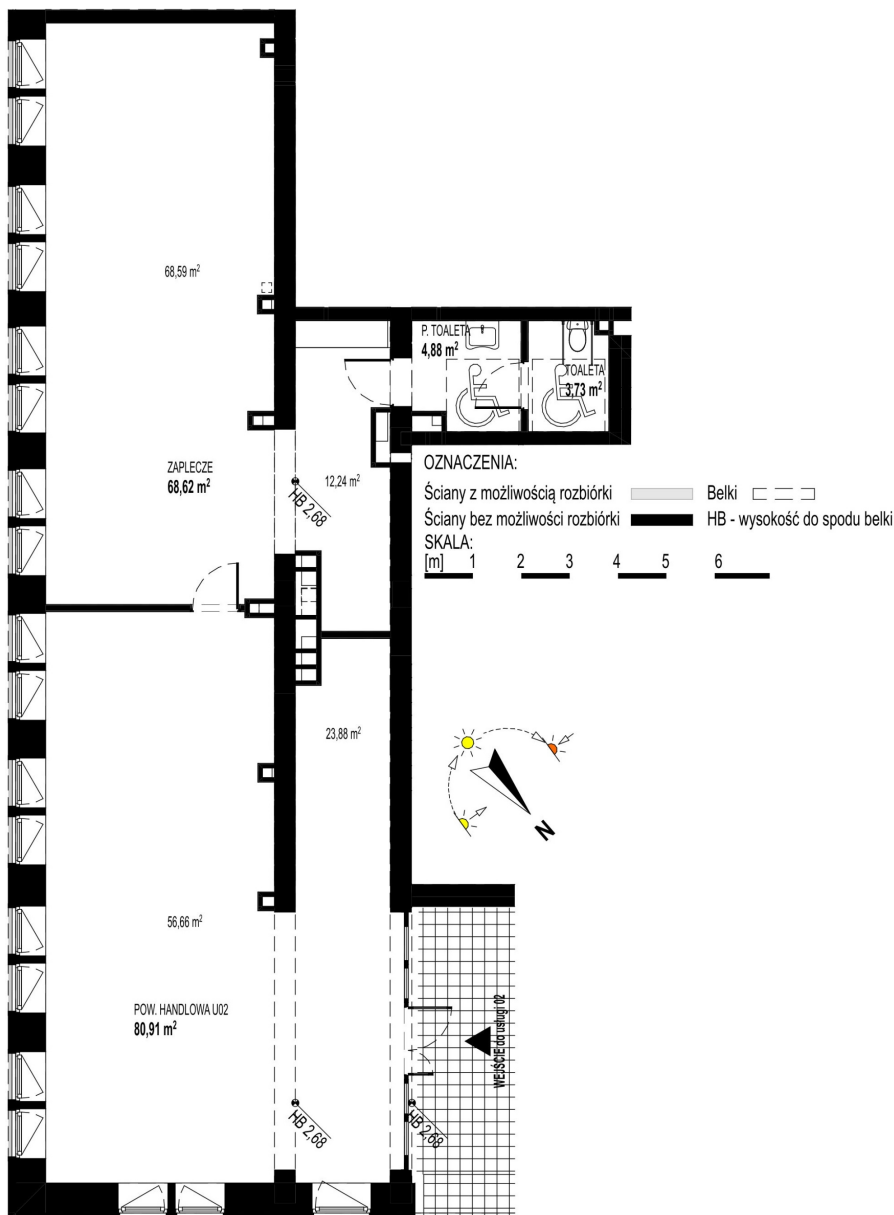 68,59 m²
P. TOALETA
4,88 m²
TOALETA
3,73 m²
ZAPLECZE
68,62 m²
12,24 m²
HB 2,68
OZNACZENIA:
Ściany z możliwością rozbiórki
Belki
Ściany bez możliwości rozbiórki
HB - wysokość do spodu belki
SKALA:
[m] 1 2 3 4 5 6
23,88 m²
N
56,66 m²
POW. HANDLOWA U02
80,91 m²
WEJŚCIE do usługi 02
HB 2,68
HB 2,68